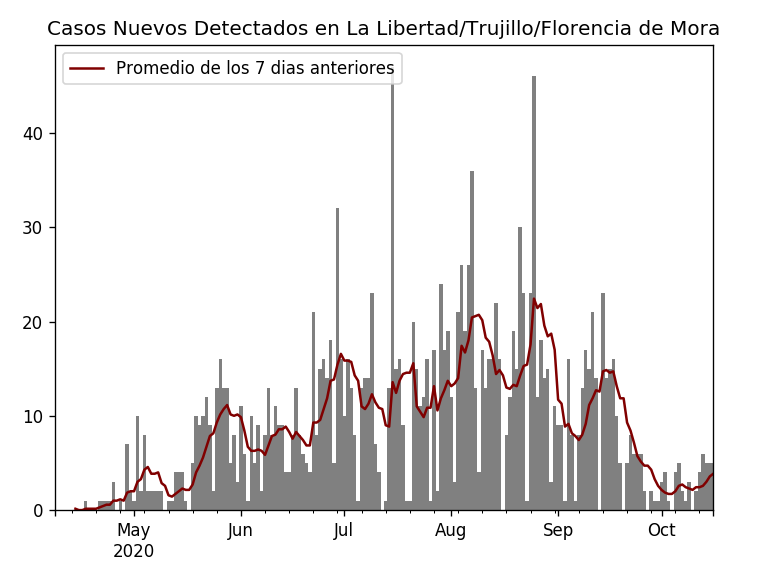 Casos Nuevos Detectados en La Libertad/Trujillo/Florencia de Mora
Promedio de los 7 dias anteriores
40
30
20
10
0
May Jun Jul Aug Sep Oct
2020